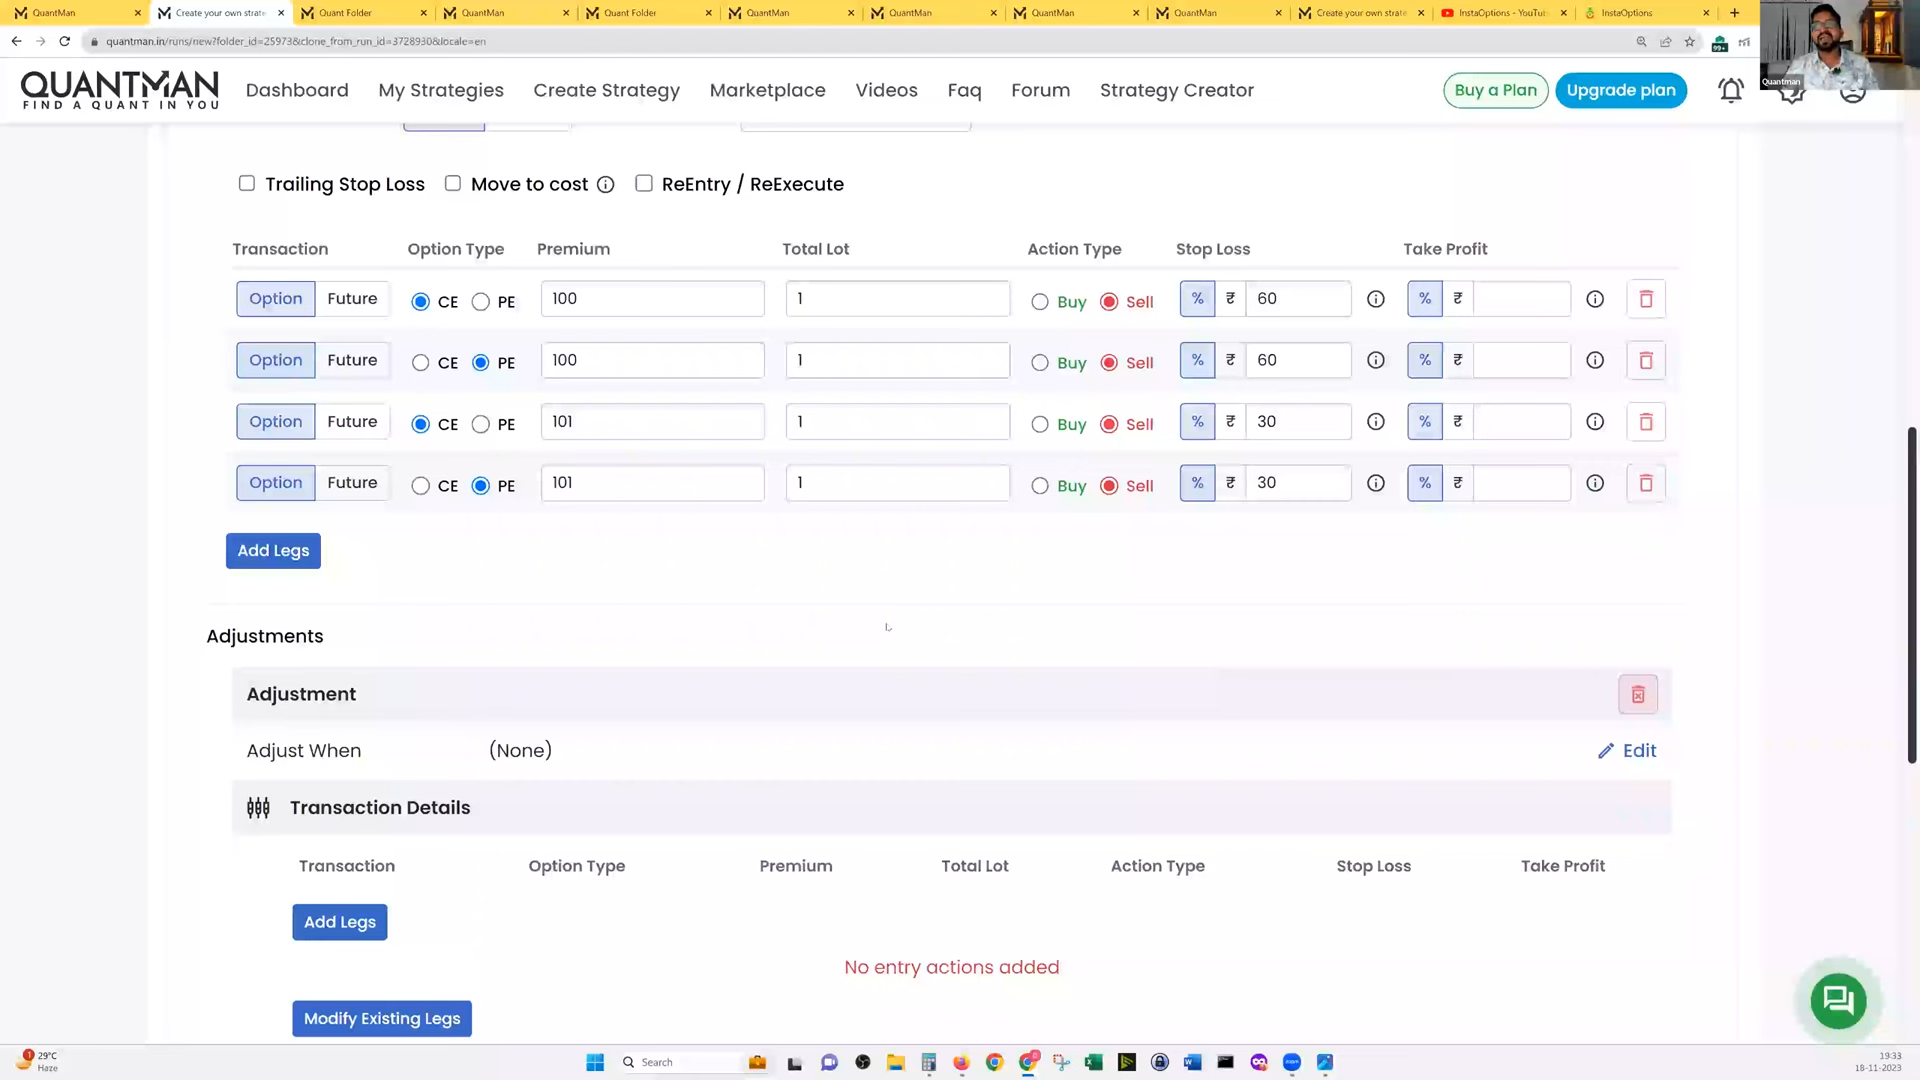 QuantMan
Create your own strate
Quant Folder
QuantMan
Quant Folder
QuantMan
QuantMan
QuantMan
QuantMan
Create your own strate
InstaOptions - YouTub
InstaOptions
quantman.in/runs/new?folder_id=25973&clone_from_run_id=3728930&locale=en
99+
Quantman
QUANTMAN
FIND A QUANT IN YOU
Dashboard
My Strategies
Create Strategy
Marketplace
Videos
Faq
Forum
Strategy Creator
Buy a Plan
Upgrade plan
Trailing Stop Loss
Move to cost
ReEntry / ReExecute
Transaction Option Type Premium Total Lot Action Type Stop Loss Take Profit
Option Future CE PE 100 1 Buy Sell % ₹ 60 % ₹
Option Future CE PE 100 1 Buy Sell % ₹ 60 % ₹
Option Future CE PE 101 1 Buy Sell % ₹ 30 % ₹
Option Future CE PE 101 1 Buy Sell % ₹ 30 % ₹
Add Legs
Adjustments
Adjustment
Adjust When (None) Edit
Transaction Details
Transaction Option Type Premium Total Lot Action Type Stop Loss Take Profit
Add Legs
No entry actions added
Modify Existing Legs
1
29°C
Haze
Search
19:33
18-11-2023